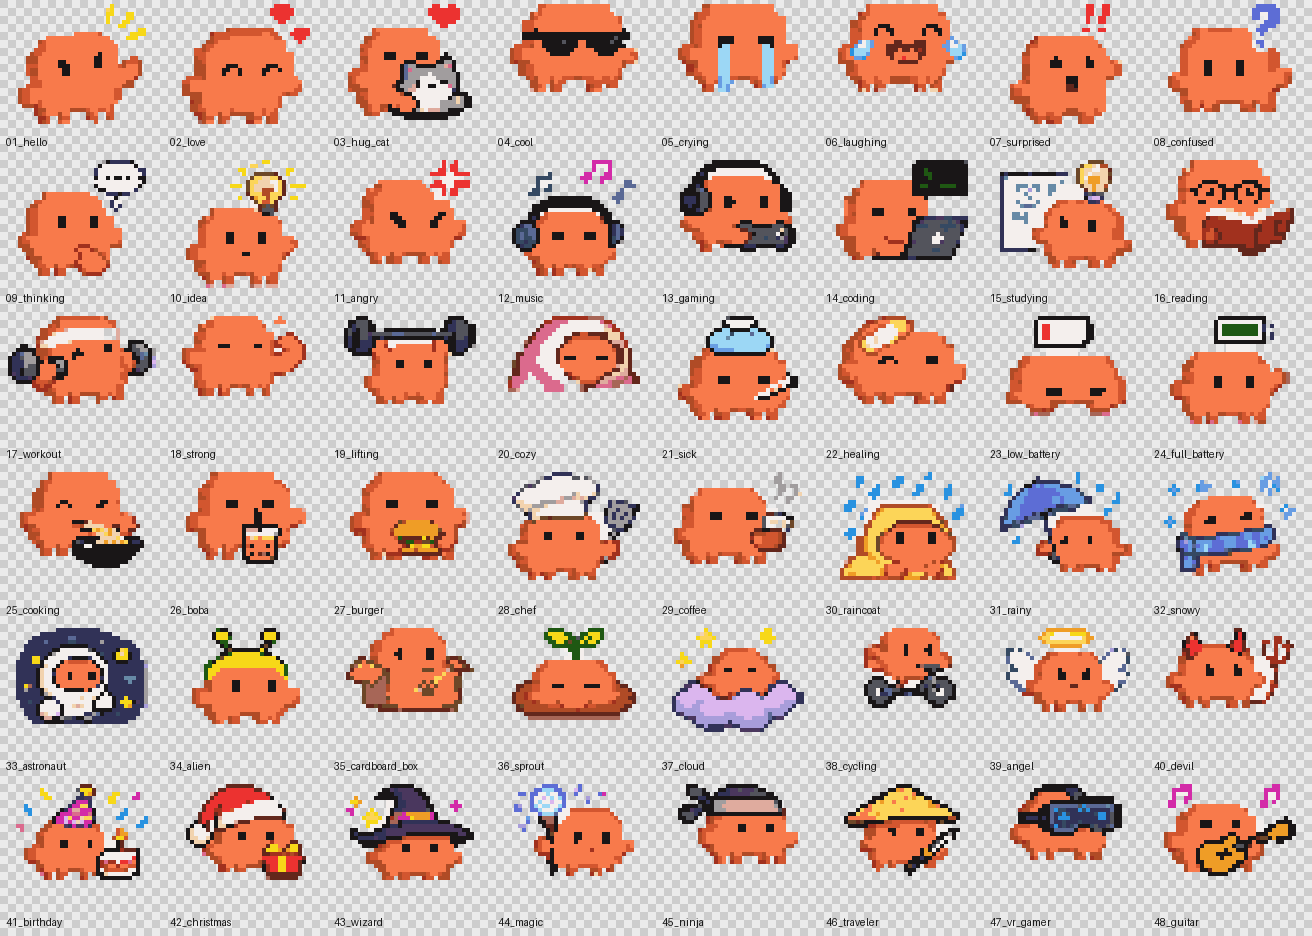 01_hello
02_love
03_hug_cat
04_cool
05_crying
06_laughing
07_surprised
08_confused
09_thinking
10_idea
11_angry
12_music
13_gaming
14_coding
15_studying
16_reading
17_workout
18_strong
19_lifting
20_cozy
21_sick
22_healing
23_low_battery
24_full_battery
25_cooking
26_boba
27_burger
28_chef
29_coffee
30_raincoat
31_rainy
32_snowy
33_astronaut
34_alien
35_cardboard_box
36_sprout
37_cloud
38_cycling
39_angel
40_devil
41_birthday
42_christmas
43_wizard
44_magic
45_ninja
46_traveler
47_vr_gamer
48_guitar